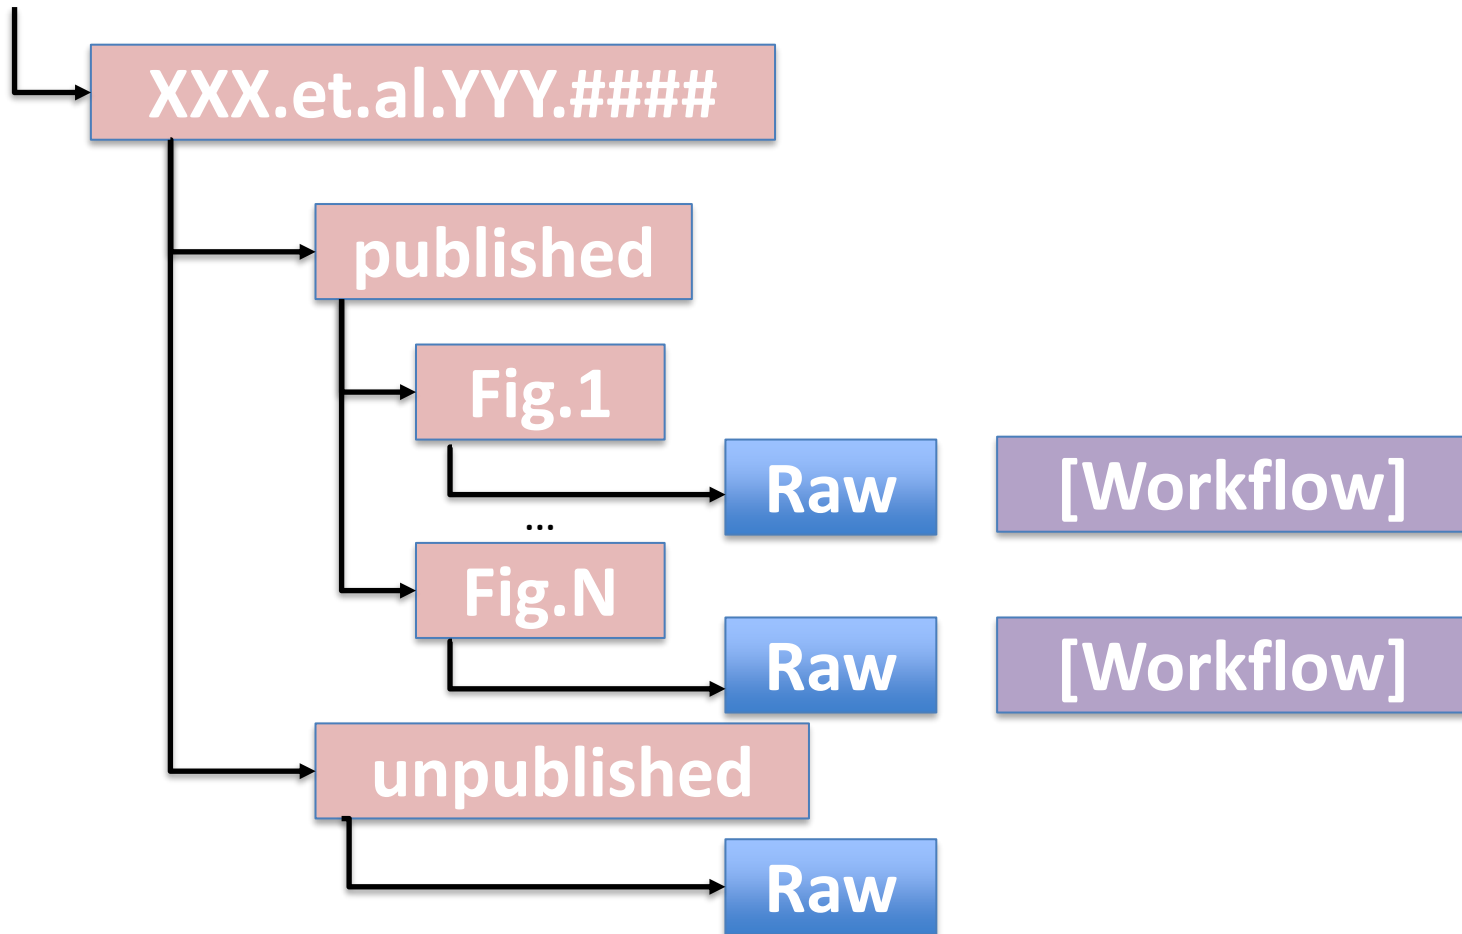 XXX.et.al.YYY.####
published
Fig.1
Raw
[Workflow]
...
Fig.N
Raw
[Workflow]
unpublished
Raw